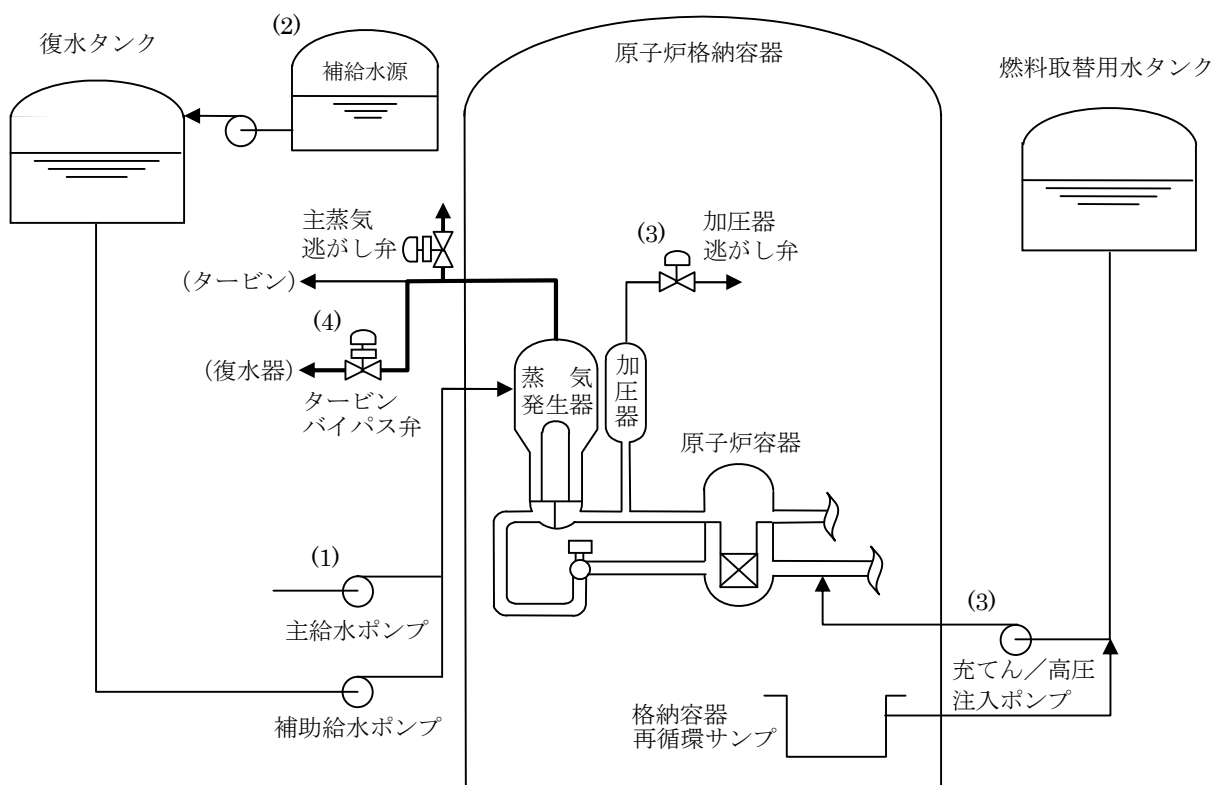 (2)
復水タンク
補給水源
原子炉格納容器
燃料取替用水タンク
主蒸気
逃がし弁
(3)
加圧器
逃がし弁
(タービン)
(4)
(復水器)
タービン
バイパス弁
蒸 気
発生器
加
圧
器
原子炉容器
(1)
主給水ポンプ
(3)
充てん／高圧
注入ポンプ
補助給水ポンプ
格納容器
再循環サンプ